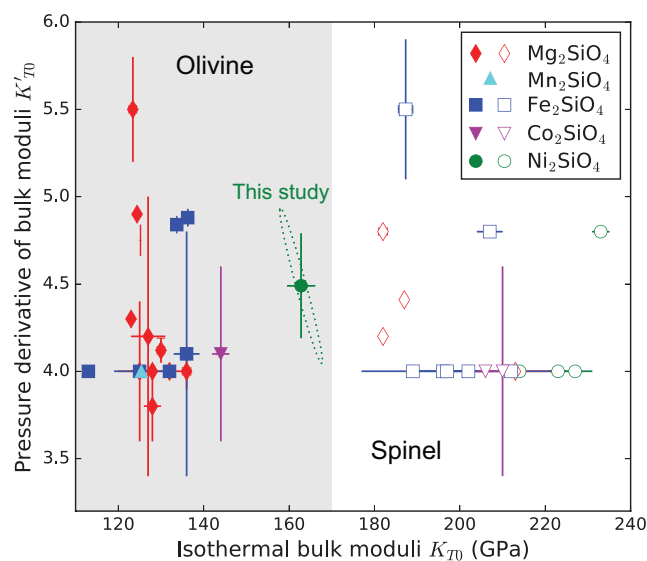 Pressure derivative of bulk moduli K′T0
6.0
5.5
5.0
4.5
4.0
3.5
Olivine
This study
Spinel
Mg₂SiO₄
Mn₂SiO₄
Fe₂SiO₄
Co₂SiO₄
Ni₂SiO₄
120 140 160 180 200 220 240
Isothermal bulk moduli KT0 (GPa)